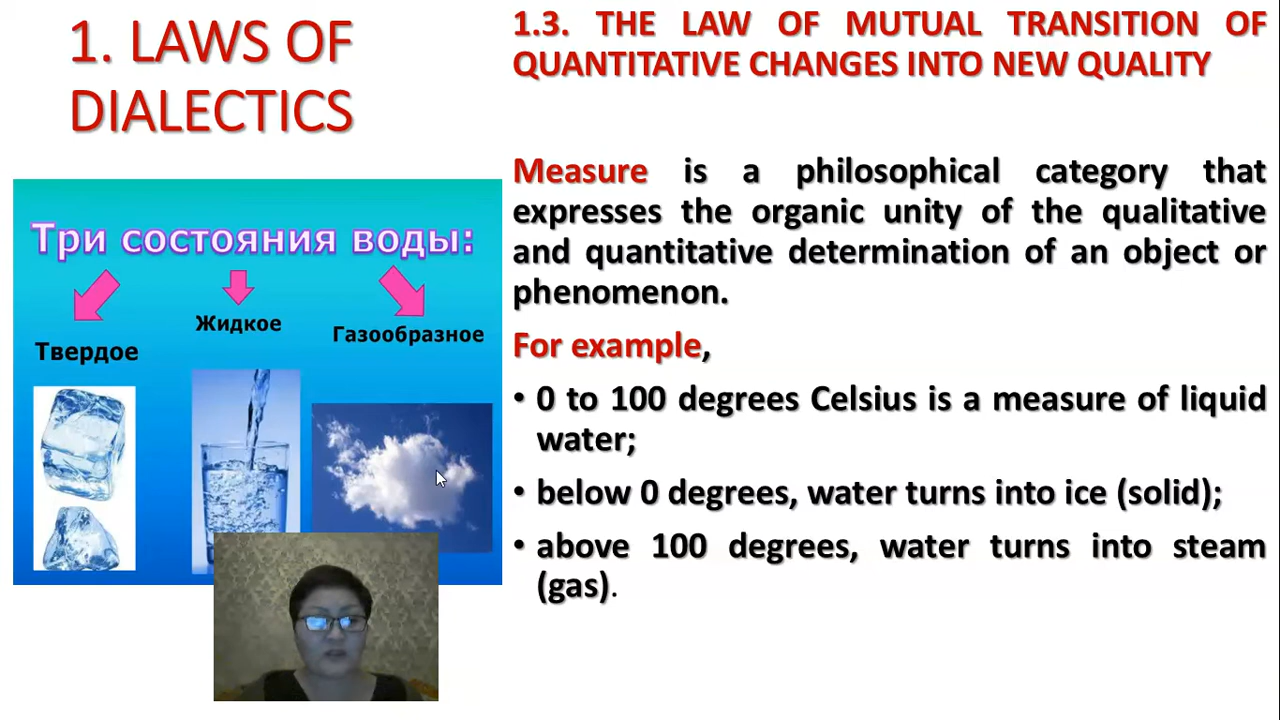 1. LAWS OF
DIALECTICS
Три состояния воды:
Твердое
Жидкое
Газообразное
1.3. THE LAW OF MUTUAL TRANSITION OF
QUANTITATIVE CHANGES INTO NEW QUALITY
Measure is a philosophical category that
expresses the organic unity of the qualitative
and quantitative determination of an object or
phenomenon.
For example,
• 0 to 100 degrees Celsius is a measure of liquid
water;
• below 0 degrees, water turns into ice (solid);
• above 100 degrees, water turns into steam
(gas).